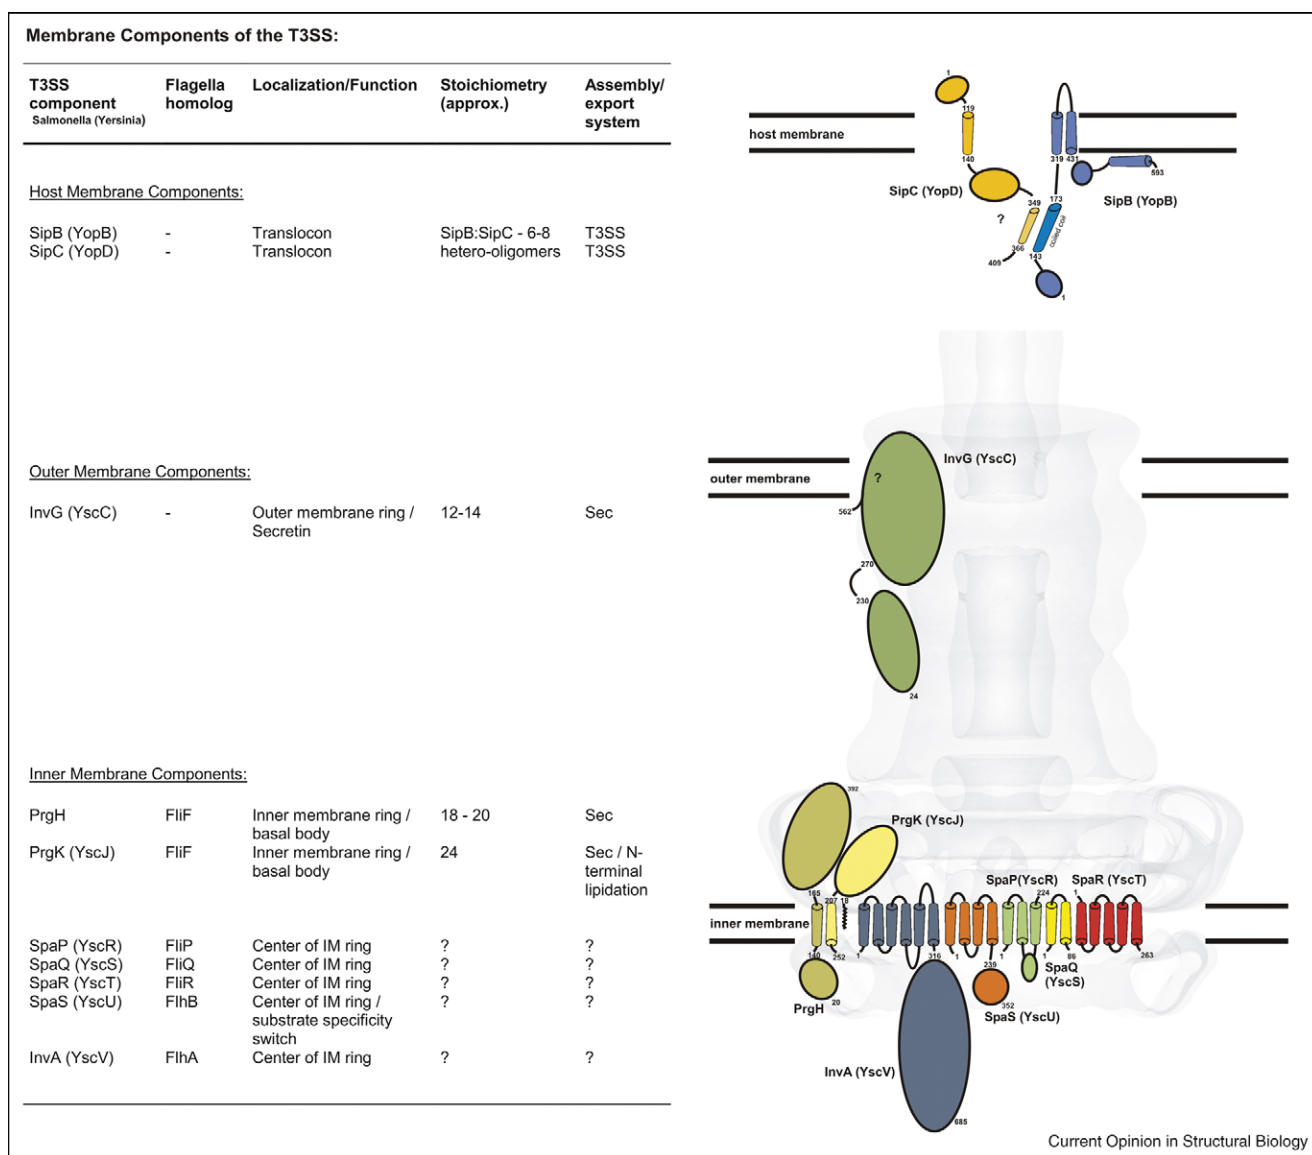 Membrane Components of the T3SS:
T3SS component Salmonella (Yersinia) Flagella homolog Localization/Function Stoichiometry (approx.) Assembly/ export system
Host Membrane Components:
SipB (YopB) - Translocon SipB:SipC - 6-8 T3SS
SipC (YopD) - Translocon hetero-oligomers T3SS
Outer Membrane Components:
InvG (YscC) - Outer membrane ring / 12-14 Sec
Secretin
Inner Membrane Components:
PrgH FliF Inner membrane ring / 18 - 20 Sec
basal body
PrgK (YscJ) FliF Inner membrane ring / 24 Sec / N-
basal body terminal
lipidation
SpaP (YscR) FliP Center of IM ring ? ?
SpaQ (YscS) FliQ Center of IM ring ? ?
SpaR (YscT) FliR Center of IM ring ? ?
SpaS (YscU) FlhB Center of IM ring / ? ?
substrate specificity
switch
InvA (YscV) FlhA Center of IM ring ? ?
1
119
host membrane
140
319 431
593
SipC (YopD)
SipB (YopB)
349 173
?
coiled coil
366
409 143
1
InvG (YscC)
outer membrane
?
562
270
230
24
392
PrgK (YscJ)
SpaP(YscR) SpaR (YscT)
165 207 18 224 1
inner membrane
140 252 1 316 1 239 1 1 86 263
20
PrgH
352
SpaS (YscU)
SpaQ
(YscS)
InvA (YscV)
685
Current Opinion in Structural Biology